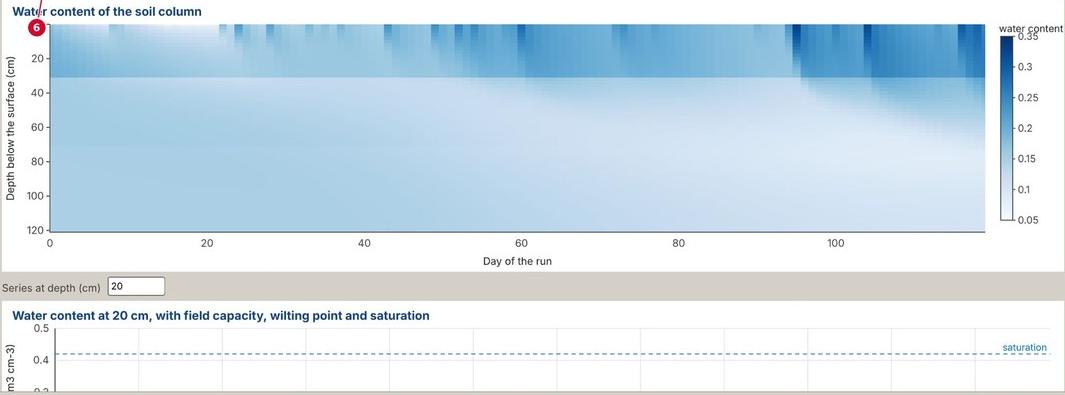 Water content of the soil column
6
water content
Depth below the surface (cm)
20
40
60
80
100
120
0
20
40
60
80
100
Day of the run
0.35
0.3
0.25
0.2
0.15
0.1
0.05
Series at depth (cm) 20
Water content at 20 cm, with field capacity, wilting point and saturation
0.5
0.4
0.3
m3 cm-3)
saturation